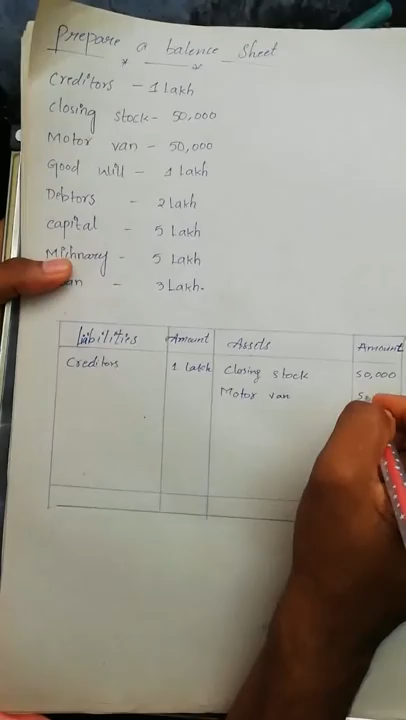 Prepare a balence sheet
Creditors - 1 Lakh
closing stock - 50,000
Motor van - 50,000
Good will - 1 Lakh
Debtors - 2 Lakh
capital - 5 Lakh
Michnary - 5 Lakh
- 3 Lakh.
Liabilities Amount Assets Amount
Creditors 1 Lakh closing stock 50,000
Motor van